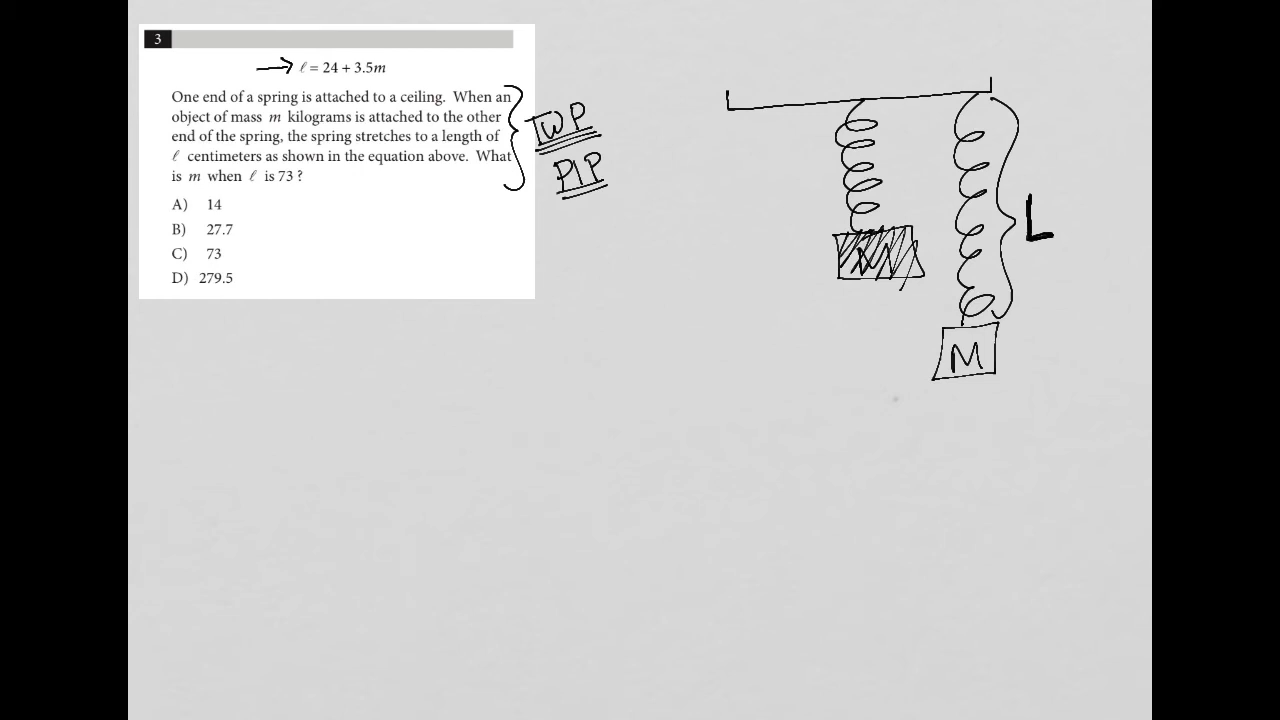 3
ℓ = 24 + 3.5m
One end of a spring is attached to a ceiling. When an
object of mass m kilograms is attached to the other
end of the spring, the spring stretches to a length of
ℓ centimeters as shown in the equation above. What
is m when ℓ is 73 ?
A) 14
B) 27.7
C) 73
D) 279.5
WP
PIP
L
M